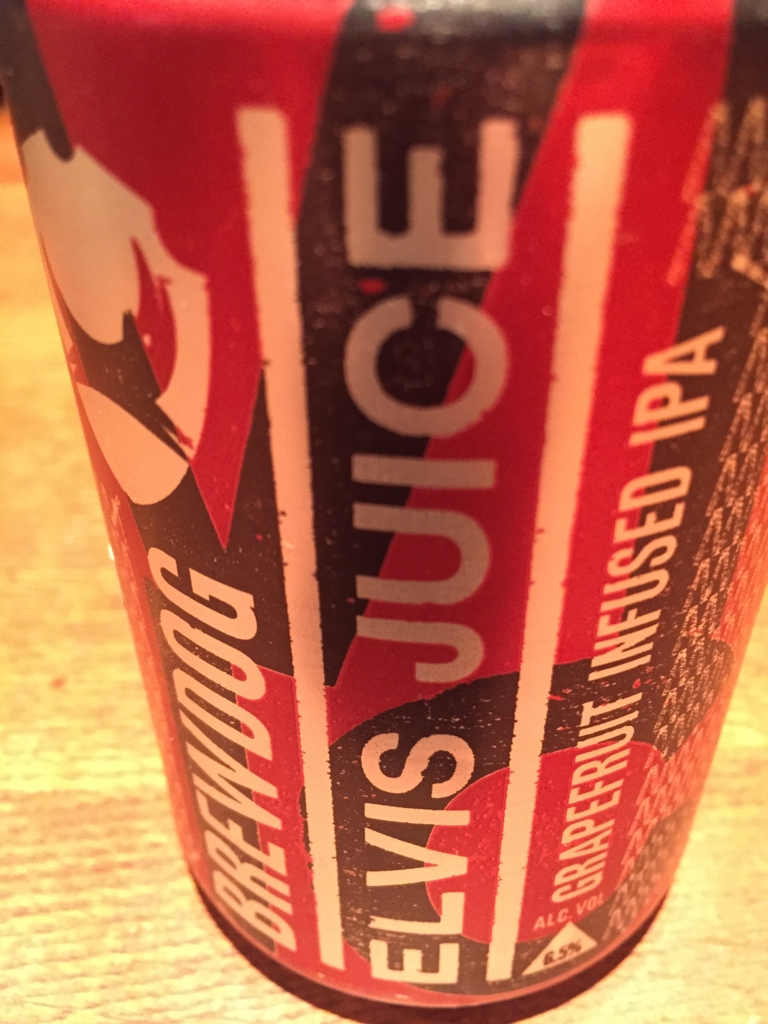 BREWDOG
ELVIS JUICE
GRAPEFRUIT INFUSED IPA
ALC. VOL
6.5%